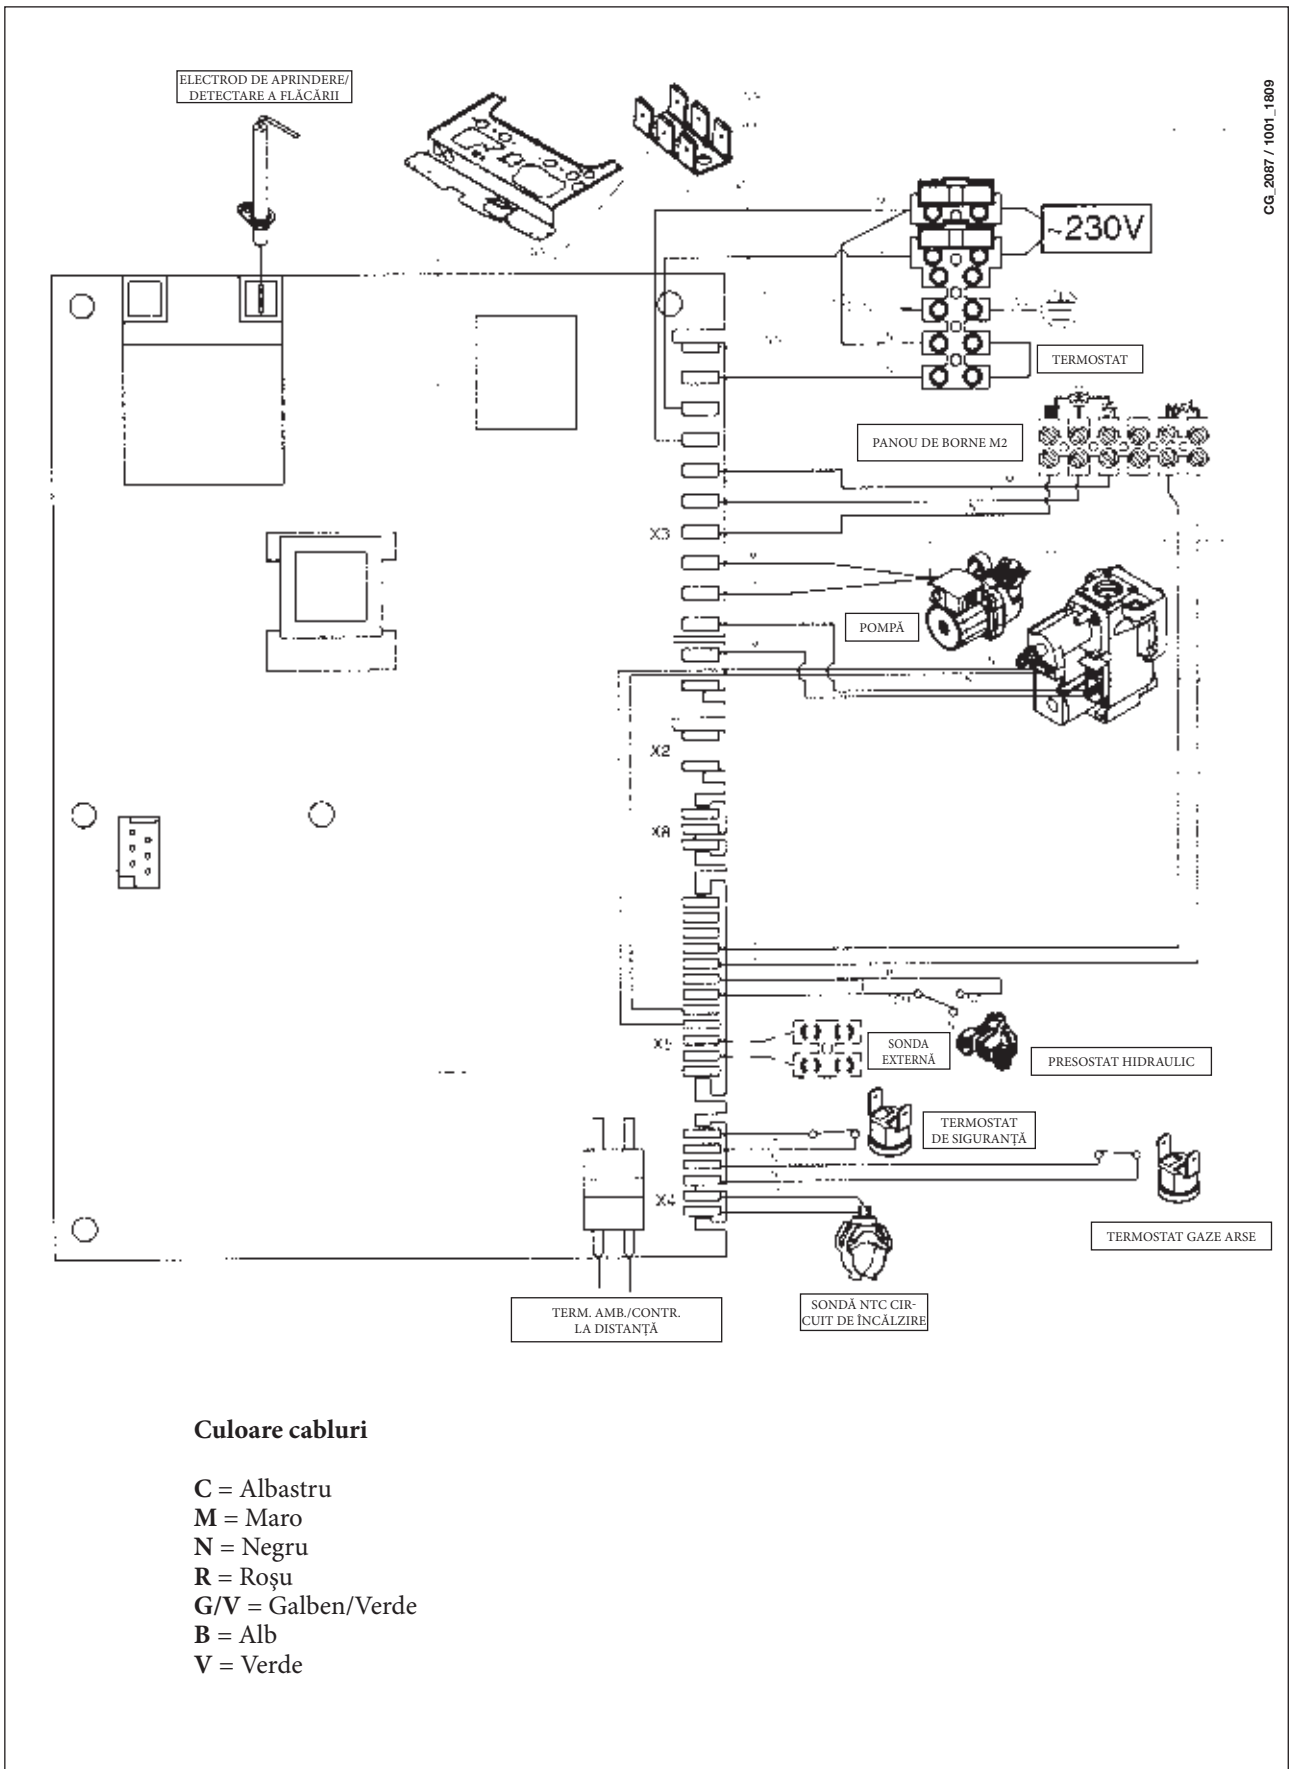 ELECTROD DE APRINDERE/
DETECTARE A FLĂCĂRII
CG_2087 / 1001_1809
~230V
TERMOSTAT
PANOU DE BORNE M2
X3
POMPĂ
X2
X8
X5
SONDA
EXTERNĂ
PRESOSTAT HIDRAULIC
TERMOSTAT
DE SIGURANȚĂ
X4
TERMOSTAT GAZE ARSE
TERM. AMB./CONTR.
LA DISTANȚĂ
SONDĂ NTC CIR-
CUIT DE ÎNCĂLZIRE
Culoare cabluri
C = Albastru
M = Maro
N = Negru
R = Roşu
G/V = Galben/Verde
B = Alb
V = Verde